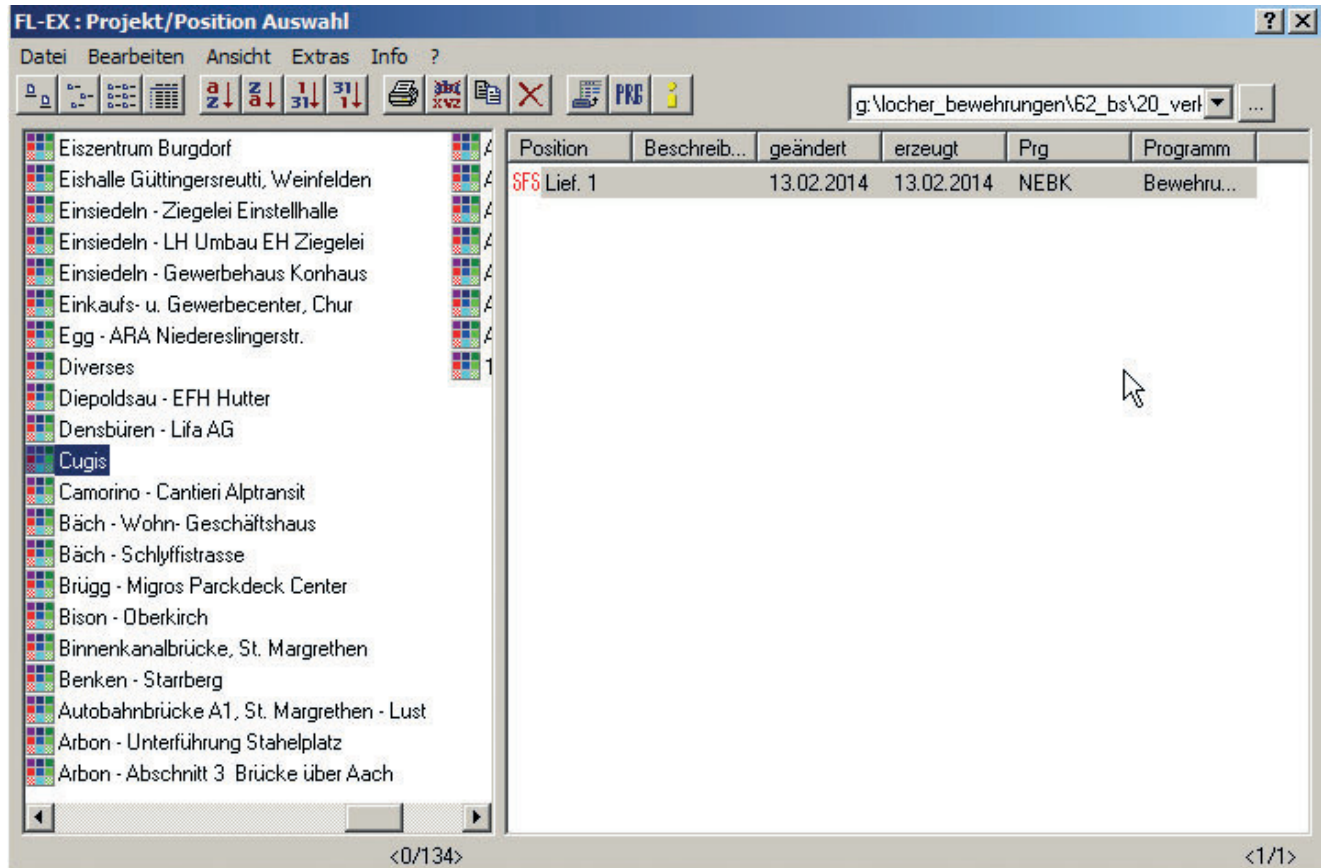 FL-EX : Projekt/Position Auswahl
Datei Bearbeiten Ansicht Extras Info ?
g:\locher_bewehrungen\62_bs\20_verk ...
Eiszentrum Burgdorf
Eishalle Güttingersreutti, Weinfelden
Einsiedeln - Ziegelei Einstellhalle
Einsiedeln - LH Umbau EH Ziegelei
Einsiedeln - Gewerbehaus Konhaus
Einkaufs- u. Gewerbecenter, Chur
Egg - ARA Niedereslingerstr.
Diverses
Diepoldsau - EFH Hutter
Densbüren - Lifa AG
Cugis
Camorino - Cantieri Alptransit
Bäch - Wohn- Geschäftshaus
Bäch - Schlyffistrasse
Brügg - Migros Parckdeck Center
Bison - Oberkirch
Binnenkanalbrücke, St. Margrethen
Benken - Starrberg
Autobahnbrücke A1, St. Margrethen - Lust
Arbon - Unterführung Stahelplatz
Arbon - Abschnitt 3 Brücke über Aach
<0/134>
Position Beschreib... geändert erzeugt Prg Programm
SFS Lief. 1 13.02.2014 13.02.2014 NEBK Bewehru...
<1/1>